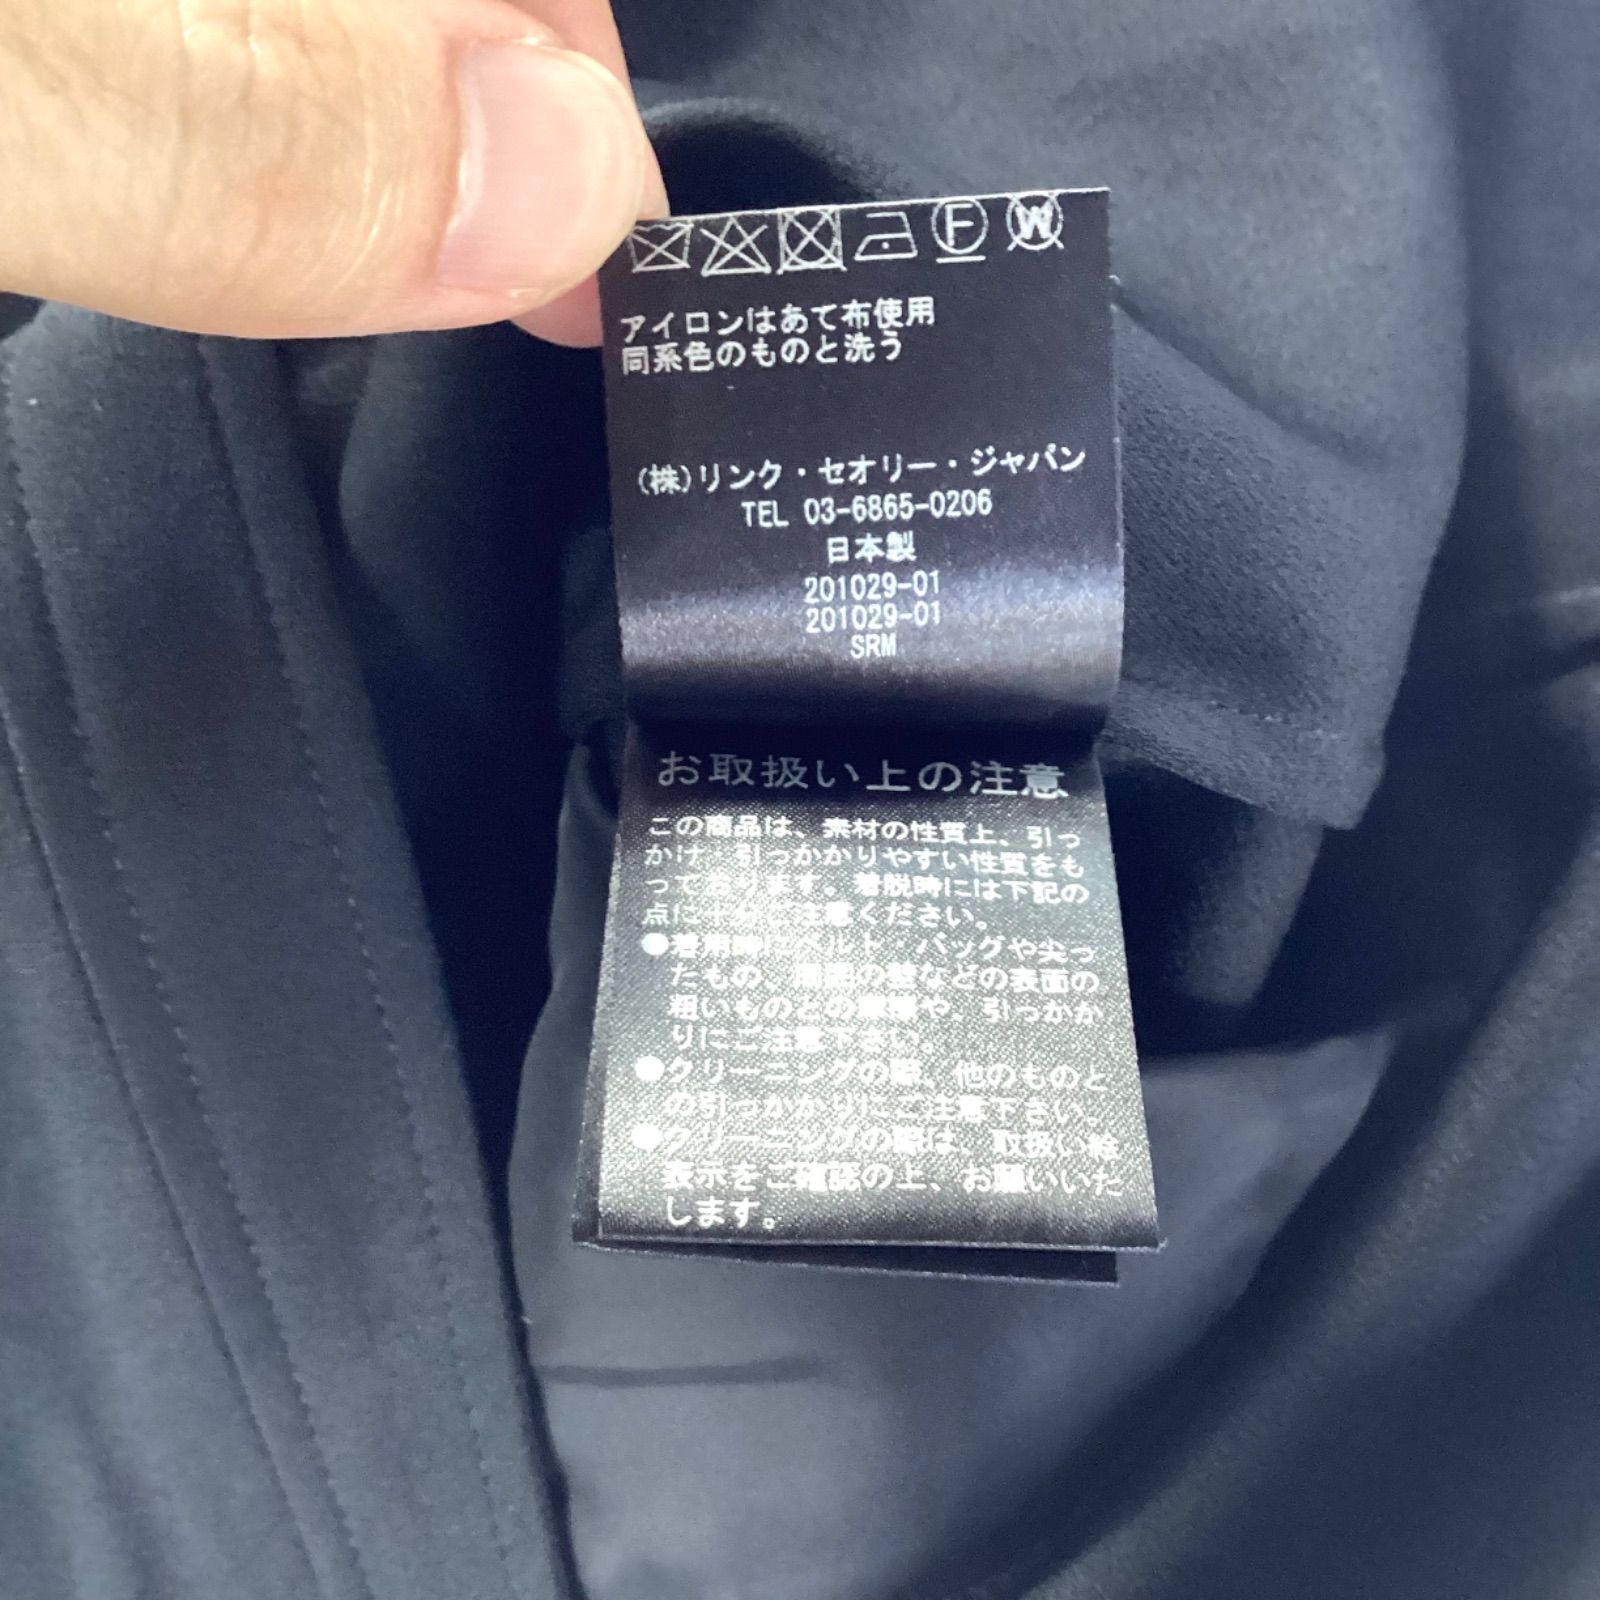 F W
アイロンはあて布使用
同系色のものと洗う
(株)リンク・セオリー・ジャパン
TEL 03-6865-0206
日本製
201029-01
201029-01
SRM
お取扱い上の注意
この商品は、素材の性質上、引っ
かけ・引っかかりやすい性質をも
っております。着脱時には下記の
点に十分ご注意ください。
●着用時にベルト・バッグや尖っ
たもの、周囲の壁などの表面の
粗いものとの摩擦や、引っかか
りにご注意下さい。
●クリーニングの際、他のものと
の引っかかりにご注意下さい。
●クリーニングの際は、取扱い絵
表示をご確認の上、お願いいた
します。